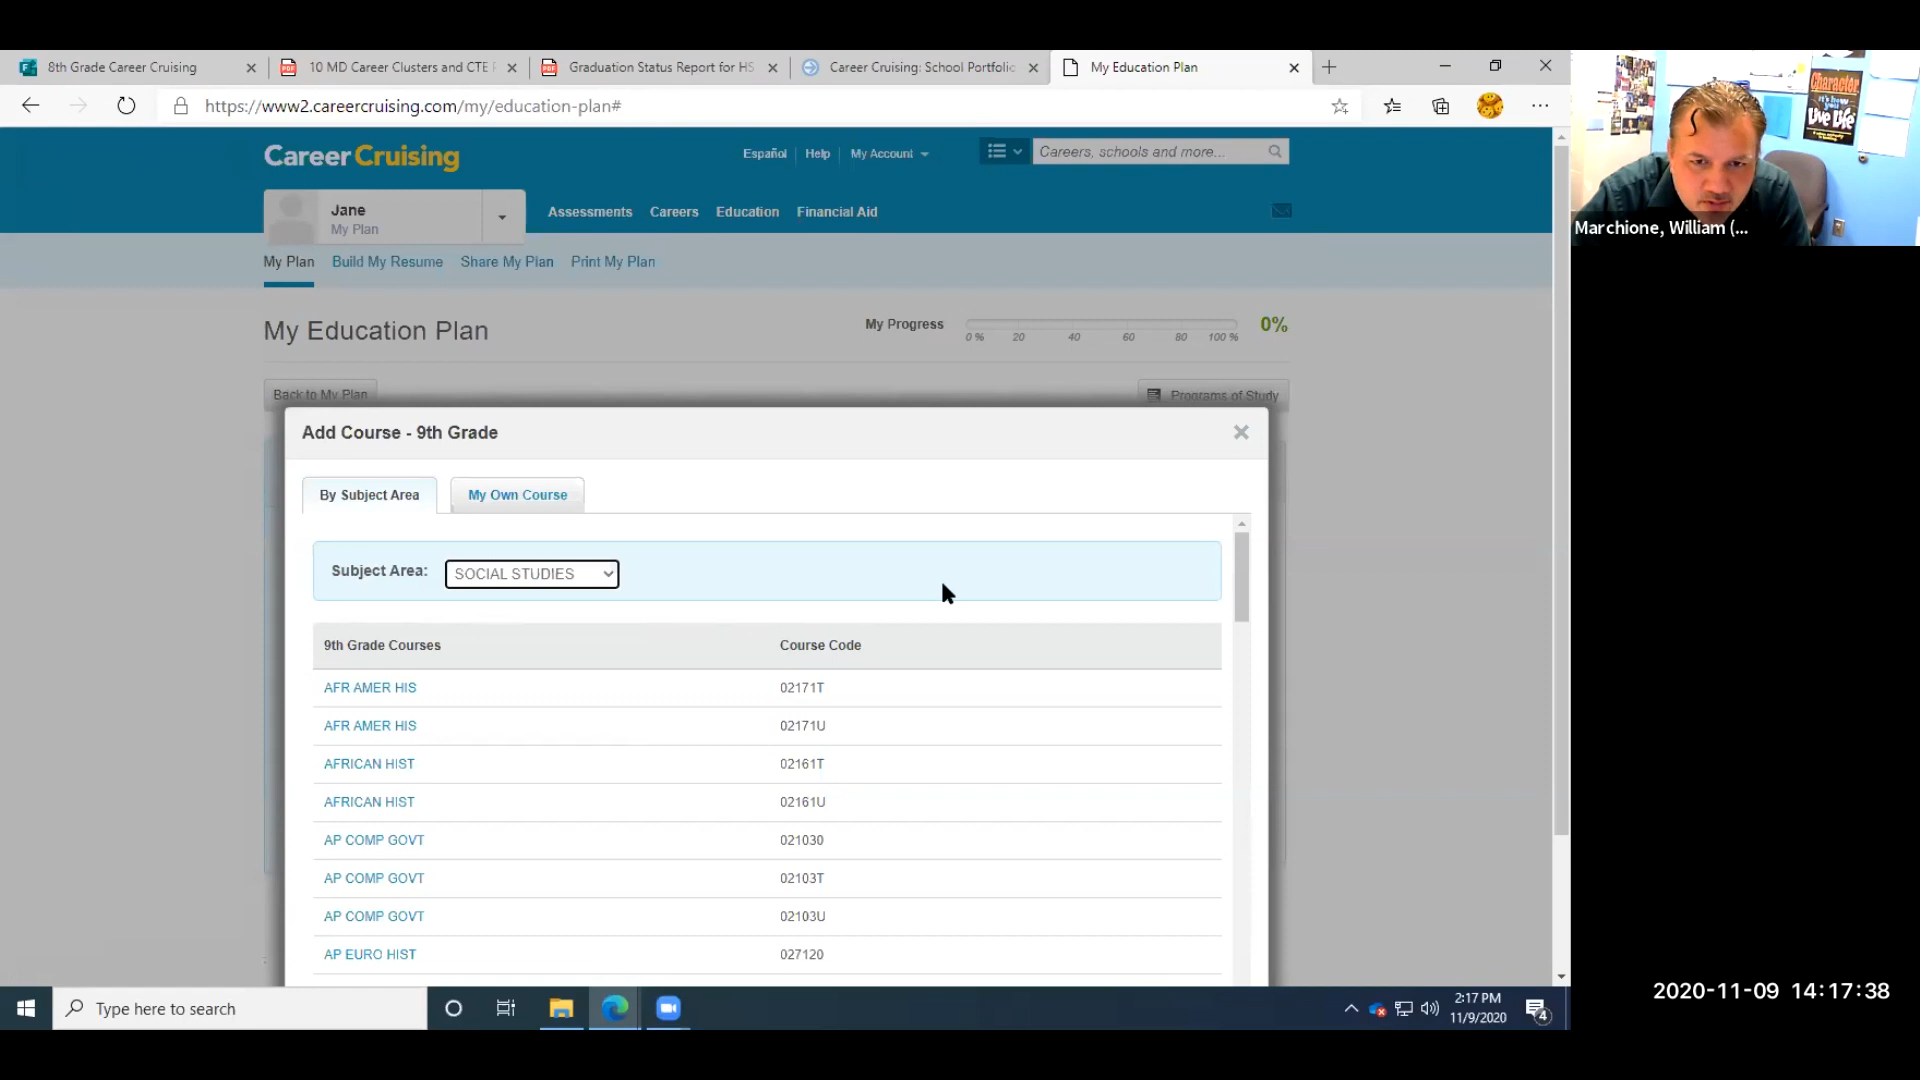 8th Grade Career Cruising
10 MD Career Clusters and CTE
Graduation Status Report for HS
Career Cruising: School Portfolio
My Education Plan
https://www2.careercruising.com/my/education-plan#
Career Cruising
Español Help My Account
Careers, schools and more...
Jane
My Plan
Assessments Careers Education Financial Aid
My Plan Build My Resume Share My Plan Print My Plan
My Education Plan
My Progress
0 % 20 40 60 80 100 %
0%
Back to My Plan
Programs of Study
Add Course - 9th Grade
By Subject Area
My Own Course
Subject Area: SOCIAL STUDIES
9th Grade Courses Course Code
AFR AMER HIS 02171T
AFR AMER HIS 02171U
AFRICAN HIST 02161T
AFRICAN HIST 02161U
AP COMP GOVT 021030
AP COMP GOVT 02103T
AP COMP GOVT 02103U
AP EURO HIST 027120
Type here to search
2:17 PM
11/9/2020
4
Character
it's how you
Live Life
Marchione, William (...
2020-11-09 14:17:38